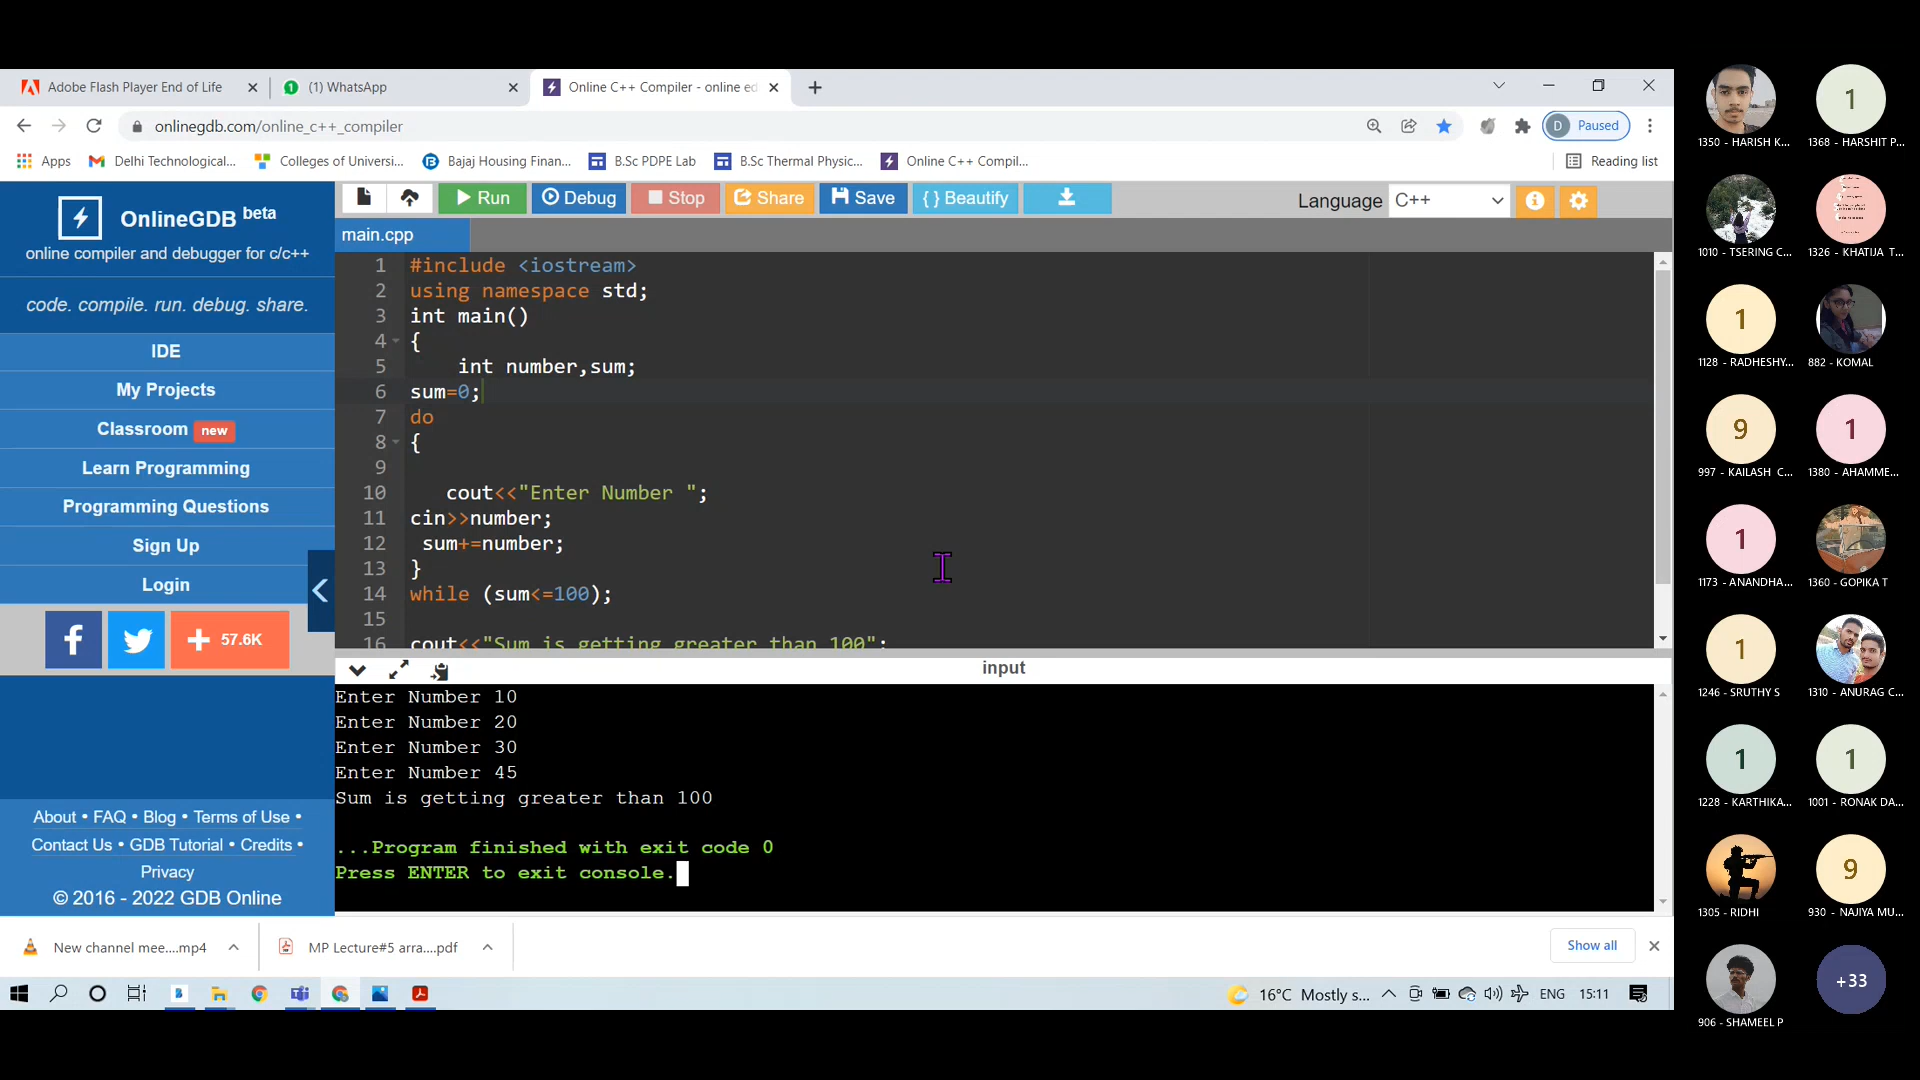 Adobe Flash Player End of Life
(1) WhatsApp
Online C++ Compiler - online ed
onlinegdb.com/online_c++_compiler
D Paused
Apps
Delhi Technological...
Colleges of Universi...
Bajaj Housing Finan...
B.Sc PDPE Lab
B.Sc Thermal Physic...
Online C++ Compil...
Reading list
OnlineGDB beta
online compiler and debugger for c/c++
code. compile. run. debug. share.
IDE
My Projects
Classroom new
Learn Programming
Programming Questions
Sign Up
Login
57.6K
About • FAQ • Blog • Terms of Use •
Contact Us • GDB Tutorial • Credits •
Privacy
© 2016 - 2022 GDB Online
Run
Debug
Stop
Share
Save
{ } Beautify
Language C++
main.cpp
1 #include <iostream>
2 using namespace std;
3 int main()
4 {
5 int number,sum;
6 sum=0;
7 do
8 {
9
10 cout<<"Enter Number ";
11 cin>>number;
12 sum+=number;
13 }
14 while (sum<=100);
15
16 cout<<"Sum is getting greater than 100";
input
Enter Number 10
Enter Number 20
Enter Number 30
Enter Number 45
Sum is getting greater than 100
...Program finished with exit code 0
Press ENTER to exit console.
New channel mee....mp4
MP Lecture#5 arra....pdf
Show all
16°C Mostly s...
ENG
15:11
1350 - HARISH K...
1
1368 - HARSHIT P...
1010 - TSERING C...
1326 - KHATIJA T...
1
1128 - RADHESHY...
882 - KOMAL
9
997 - KAILASH C...
1
1380 - AHAMME...
1
1173 - ANANDHA...
1360 - GOPIKA T
1
1246 - SRUTHY S
1310 - ANURAG C...
1
1228 - KARTHIKA...
1
1001 - RONAK DA...
1305 - RIDHI
9
930 - NAJIYA MU...
906 - SHAMEEL P
+33